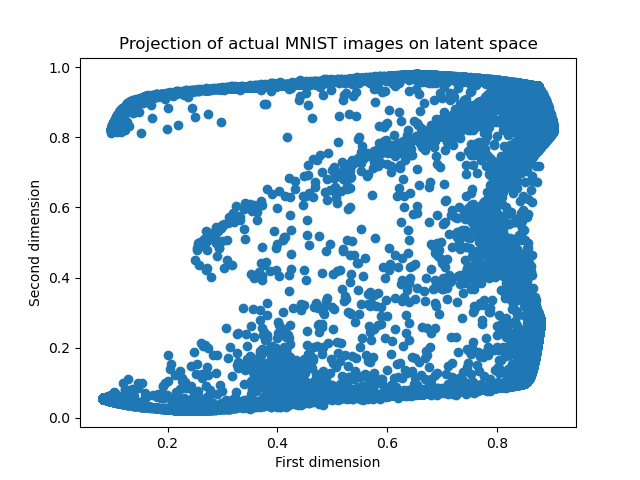 Projection of actual MNIST images on latent space
1.0
0.8
0.6
0.4
0.2
0.0
Second dimension
0.2 0.4 0.6 0.8
First dimension